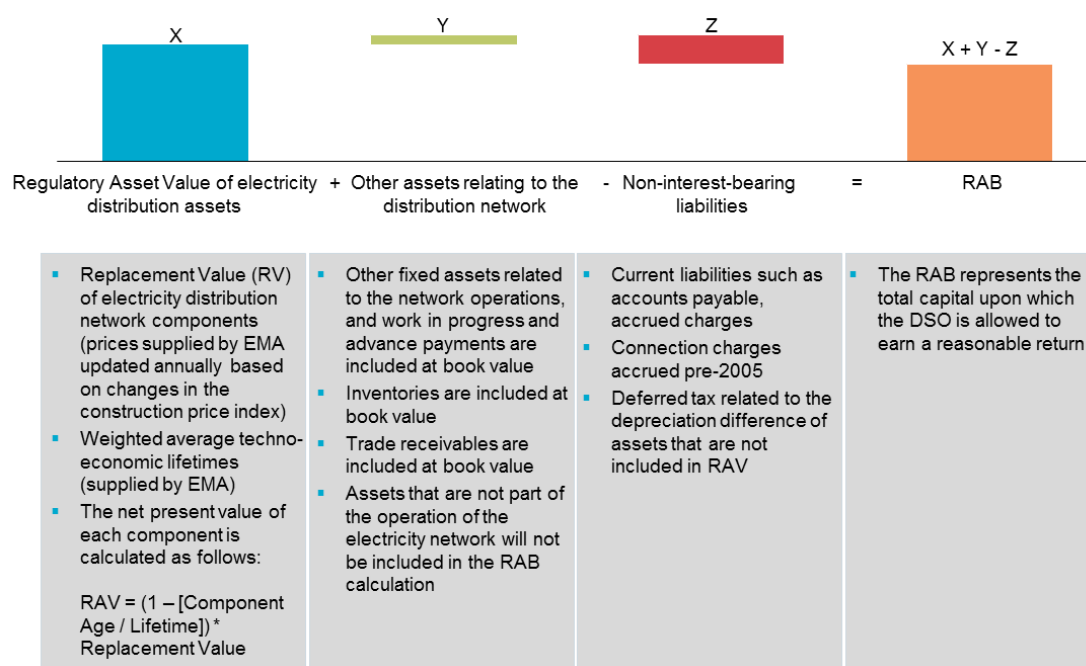 X
Y
Z
X + Y - Z
Regulatory Asset Value of electricity
distribution assets
+
Other assets relating to the
distribution network
-
Non-interest-bearing
liabilities
=
RAB
▪ Replacement Value (RV)
of electricity distribution
network components
(prices supplied by EMA
updated annually based
on changes in the
construction price index)
▪ Weighted average techno-
economic lifetimes
(supplied by EMA)
▪ The net present value of
each component is
calculated as follows:
RAV = (1 – [Component
Age / Lifetime]) *
Replacement Value
▪ Other fixed assets related
to the network operations,
and work in progress and
advance payments are
included at book value
▪ Inventories are included at
book value
▪ Trade receivables are
included at book value
▪ Assets that are not part of
the operation of the
electricity network will not
be included in the RAB
calculation
▪ Current liabilities such as
accounts payable,
accrued charges
▪ Connection charges
accrued pre-2005
▪ Deferred tax related to the
depreciation difference of
assets that are not
included in RAV
▪ The RAB represents the
total capital upon which
the DSO is allowed to
earn a reasonable return